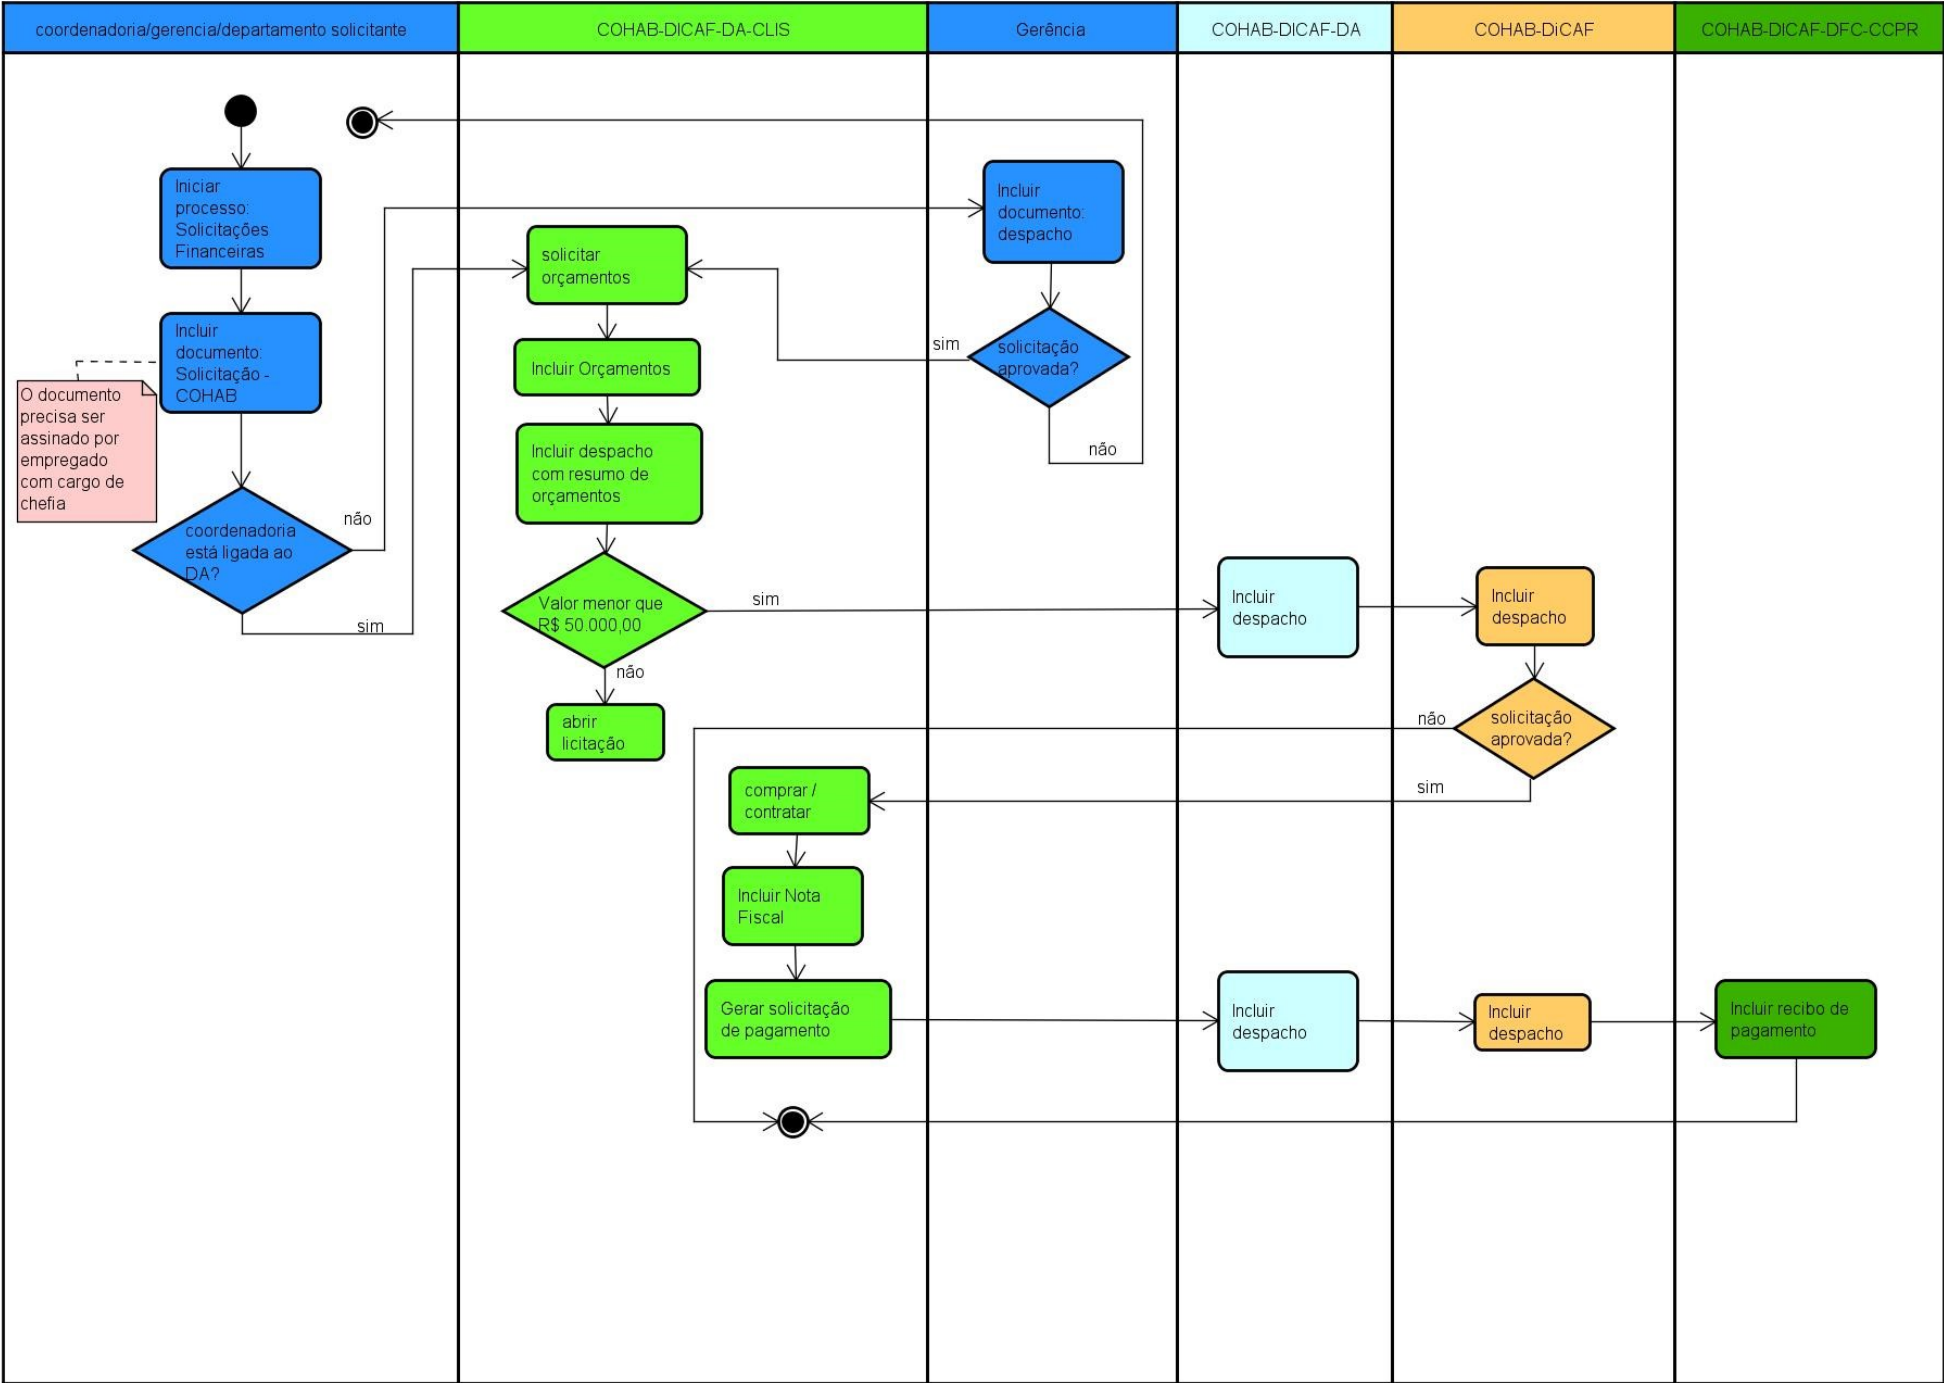 coordenadoria/gerencia/departamento solicitante
COHAB-DICAF-DA-CLIS
Gerência
COHAB-DICAF-DA
COHAB-DiCAF
COHAB-DICAF-DFC-CCPR
Iniciar
processo:
Solicitações
Financeiras
Incluir
documento:
Solicitação -
COHAB
O documento
precisa ser
assinado por
empregado
com cargo de
chefia
coordenadoria
está ligada ao
DA?
não
sim
solicitar
orçamentos
Incluir Orçamentos
Incluir despacho
com resumo de
orçamentos
Valor menor que
R$ 50.000,00
sim
não
abrir
licitação
Incluir
documento:
despacho
solicitação
aprovada?
sim
não
Incluir
despacho
Incluir
despacho
solicitação
aprovada?
não
sim
comprar /
contratar
Incluir Nota
Fiscal
Gerar solicitação
de pagamento
Incluir
despacho
Incluir
despacho
Incluir recibo de
pagamento